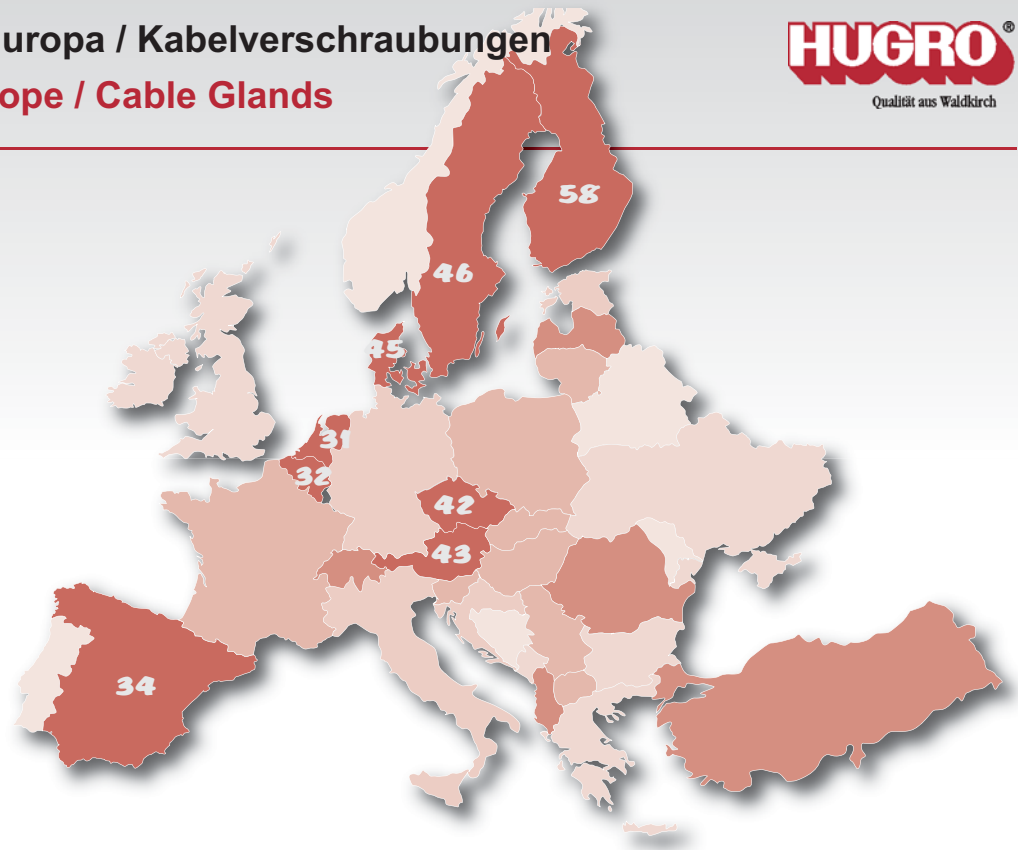 uropa / Kabelverschraubungen
ope / Cable Glands
HUGRO®
Qualität aus Waldkirch
58
46
45
31
32
42
43
34